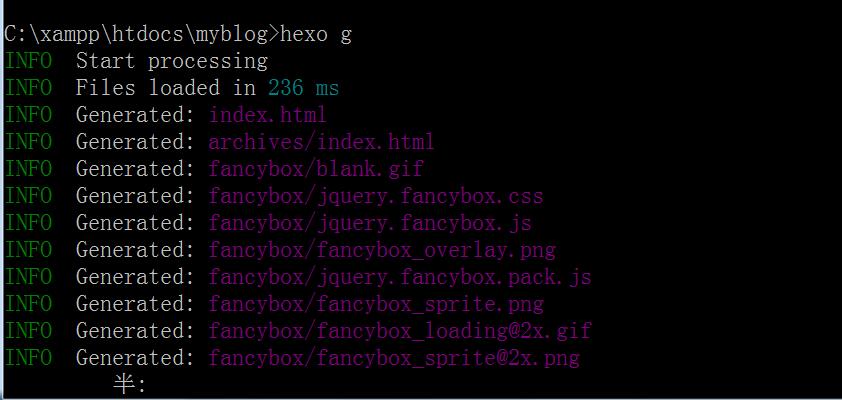 C:\xampp\htdocs\myblog>hexo g
INFO  Start processing
INFO  Files loaded in 236 ms
INFO  Generated: index.html
INFO  Generated: archives/index.html
INFO  Generated: fancybox/blank.gif
INFO  Generated: fancybox/jquery.fancybox.css
INFO  Generated: fancybox/jquery.fancybox.js
INFO  Generated: fancybox/fancybox_overlay.png
INFO  Generated: fancybox/jquery.fancybox.pack.js
INFO  Generated: fancybox/fancybox_sprite.png
INFO  Generated: fancybox/fancybox_loading@2x.gif
INFO  Generated: fancybox/fancybox_sprite@2x.png
半: